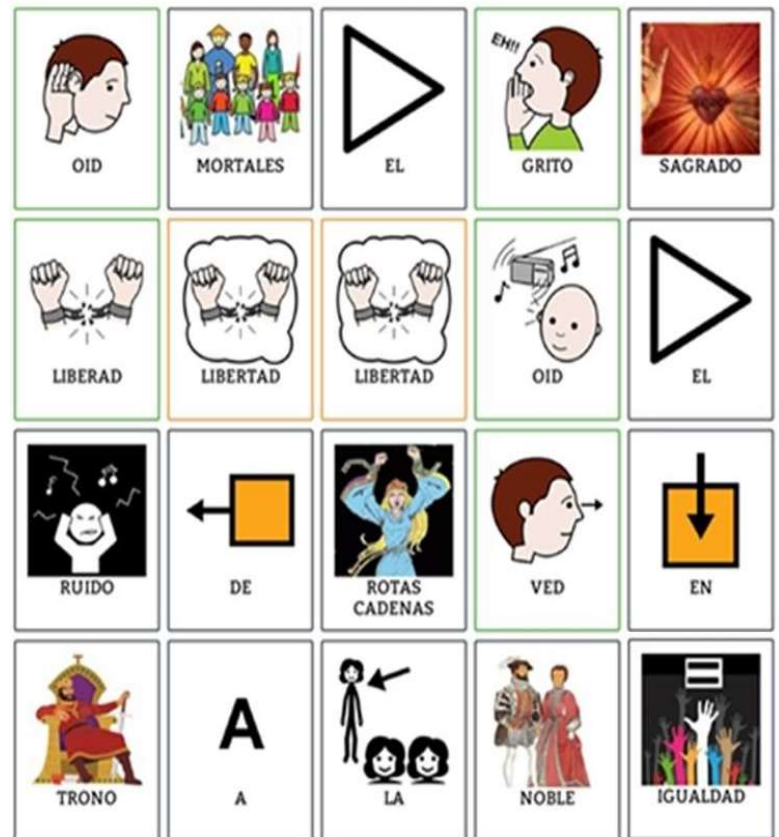 EH!!
OID MORTALES EL GRITO SAGRADO
LIBERAD LIBERTAD LIBERTAD OID EL
RUIDO DE ROTAS CADENAS VED EN
A
TRONO A LA NOBLE IGUALDAD